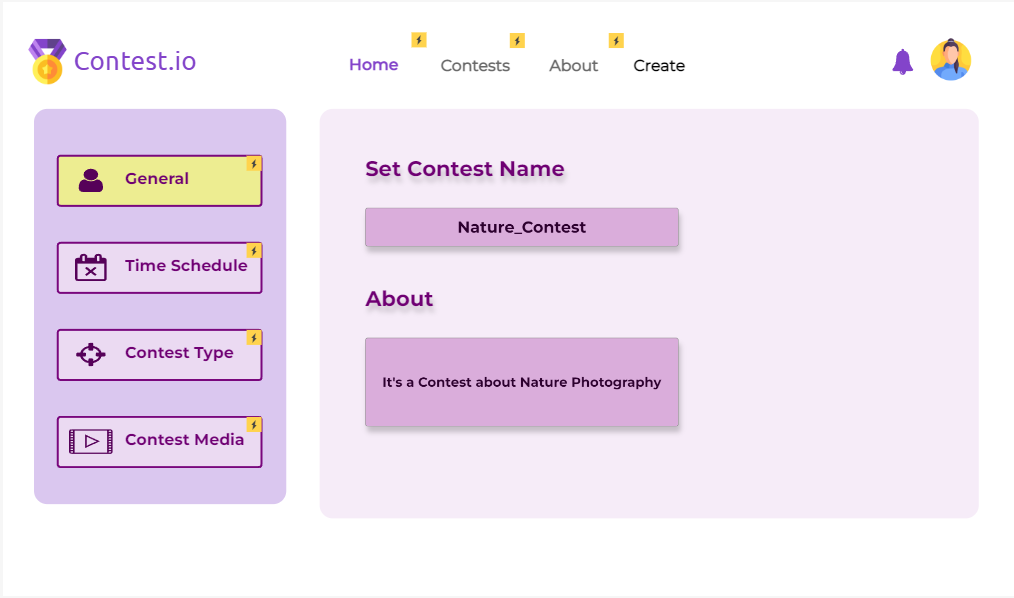 Contest.io
Home
Contests
About
Create
General
Time Schedule
Contest Type
Contest Media
Set Contest Name
Nature_Contest
About
It's a Contest about Nature Photography